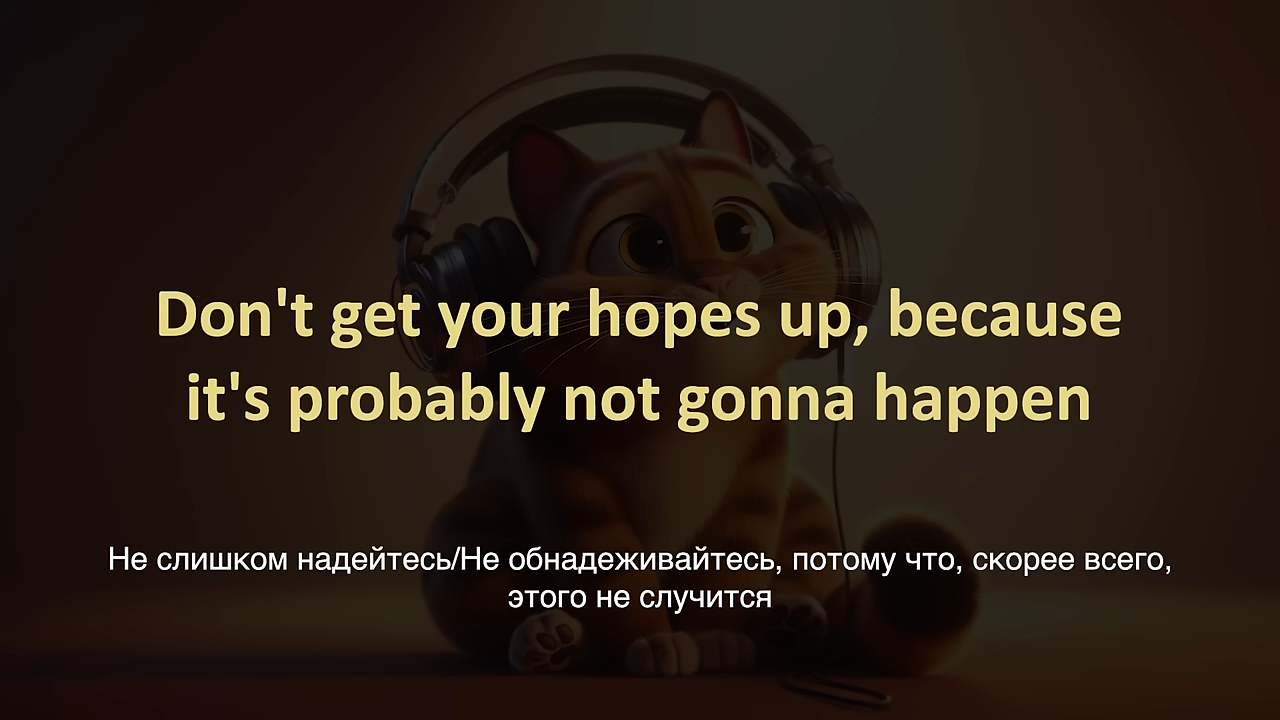 Don't get your hopes up, because
it's probably not gonna happen
Не слишком надейтесь/Не обнадеживайтесь, потому что, скорее всего,
этого не случится